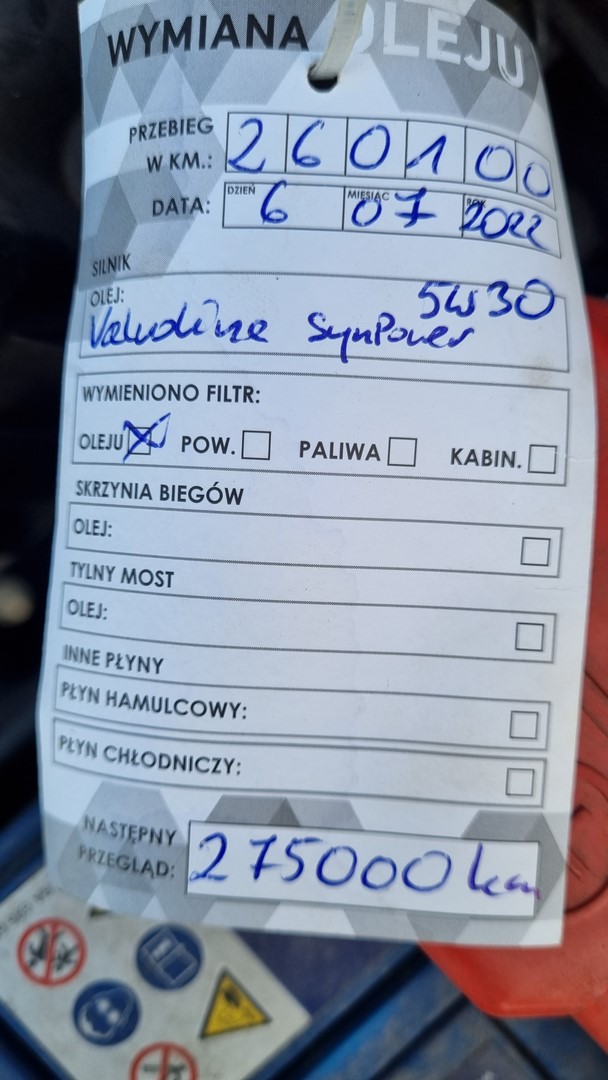 WYMIANA OLEJU
PRZEBIEG W KM.: 260100
DATA: DZIEŃ 6 MIESIĄC 07 ROK 2022
SILNIK
OLEJ: 5W30
Valvoline SynPower
WYMIENIONO FILTR:
OLEJU POW. PALIWA KABIN.
SKRZYNIA BIEGÓW
OLEJ:
TYLNY MOST
OLEJ:
INNE PŁYNY
PŁYN HAMULCOWY:
PŁYN CHŁODNICZY:
NASTĘPNY
PRZEGLĄD: 275000 km